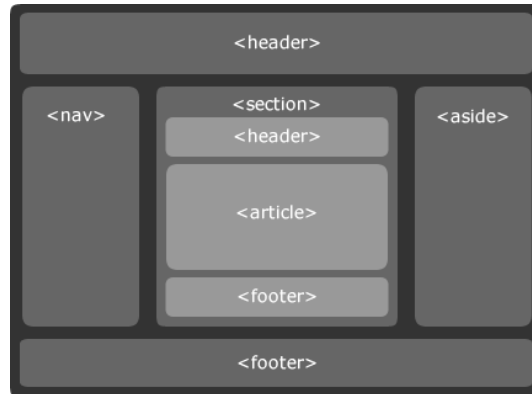 <header>
<nav>
<section>
<header>
<article>
<footer>
<aside>
<footer>